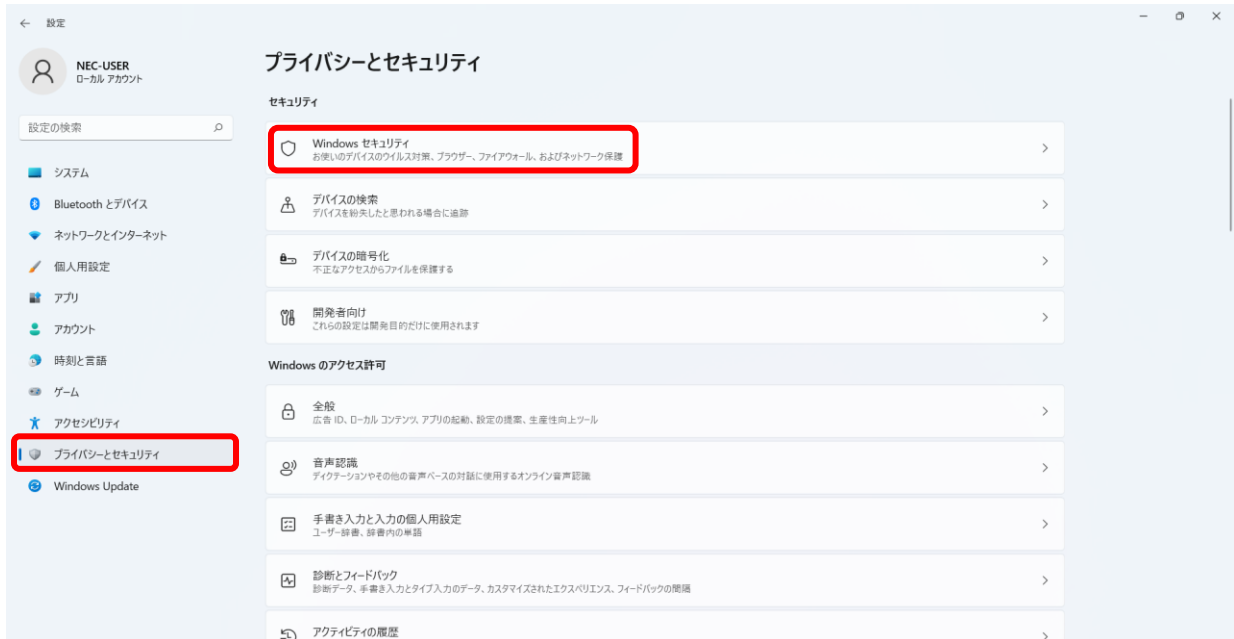 設定
NEC-USER
ローカル アカウント
設定の検索
システム
Bluetooth とデバイス
ネットワークとインターネット
個人用設定
アプリ
アカウント
時刻と言語
ゲーム
アクセシビリティ
プライバシーとセキュリティ
Windows Update
プライバシーとセキュリティ
セキュリティ
Windows セキュリティ
お使いのデバイスのウイルス対策、ブラウザー、ファイアウォール、およびネットワーク保護
デバイスの検索
デバイスを紛失したと思われる場合に追跡
デバイスの暗号化
不正なアクセスからファイルを保護する
開発者向け
これらの設定は開発目的だけに使用されます
Windows のアクセス許可
全般
広告 ID、ローカル コンテンツ、アプリの起動、設定の提案、生産性向上ツール
音声認識
ディクテーションやその他の音声ベースの対話に使用するオンライン音声認識
手書き入力と入力の個人用設定
ユーザー辞書、辞書内の単語
診断とフィードバック
診断データ、手書き入力とタイプ入力のデータ、カスタマイズされたエクスペリエンス、フィードバックの間隔
アクティビティの履歴